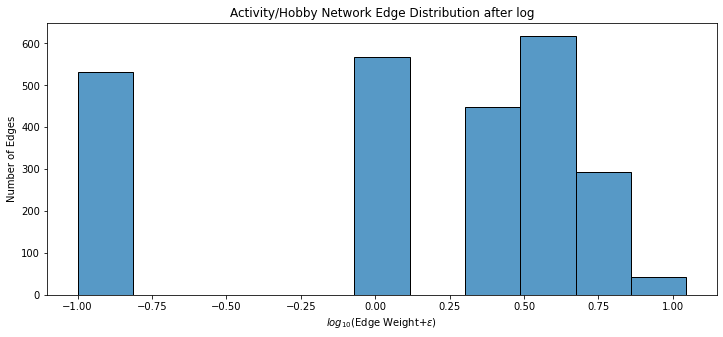 Activity/Hobby Network Edge Distribution after log
600
500
400
300
200
100
0
Number of Edges
−1.00 −0.75 −0.50 −0.25 0.00 0.25 0.50 0.75 1.00
log₁₀(Edge Weight+ε)